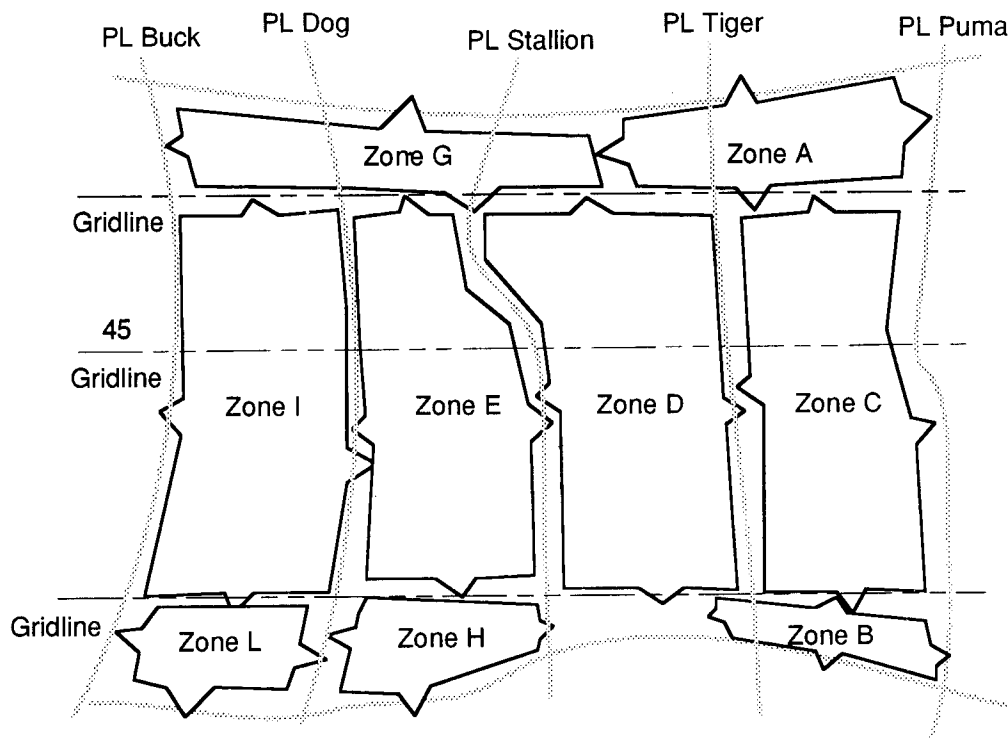 PL Buck
PL Dog
PL Stallion
PL Tiger
PL Puma
Zone G
Zone A
Gridline
45
Gridline
Zone I
Zone E
Zone D
Zone C
Gridline
Zone L
Zone H
Zone B